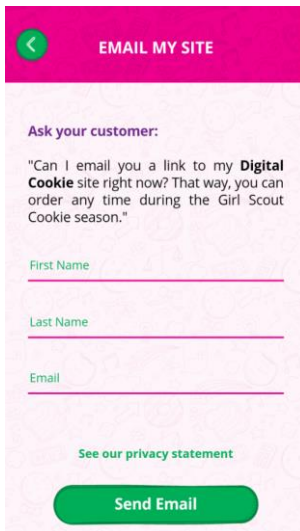 EMAIL MY SITE
Ask your customer:
"Can I email you a link to my Digital
Cookie site right now? That way, you can
order any time during the Girl Scout
Cookie season."
First Name
Last Name
Email
See our privacy statement
Send Email